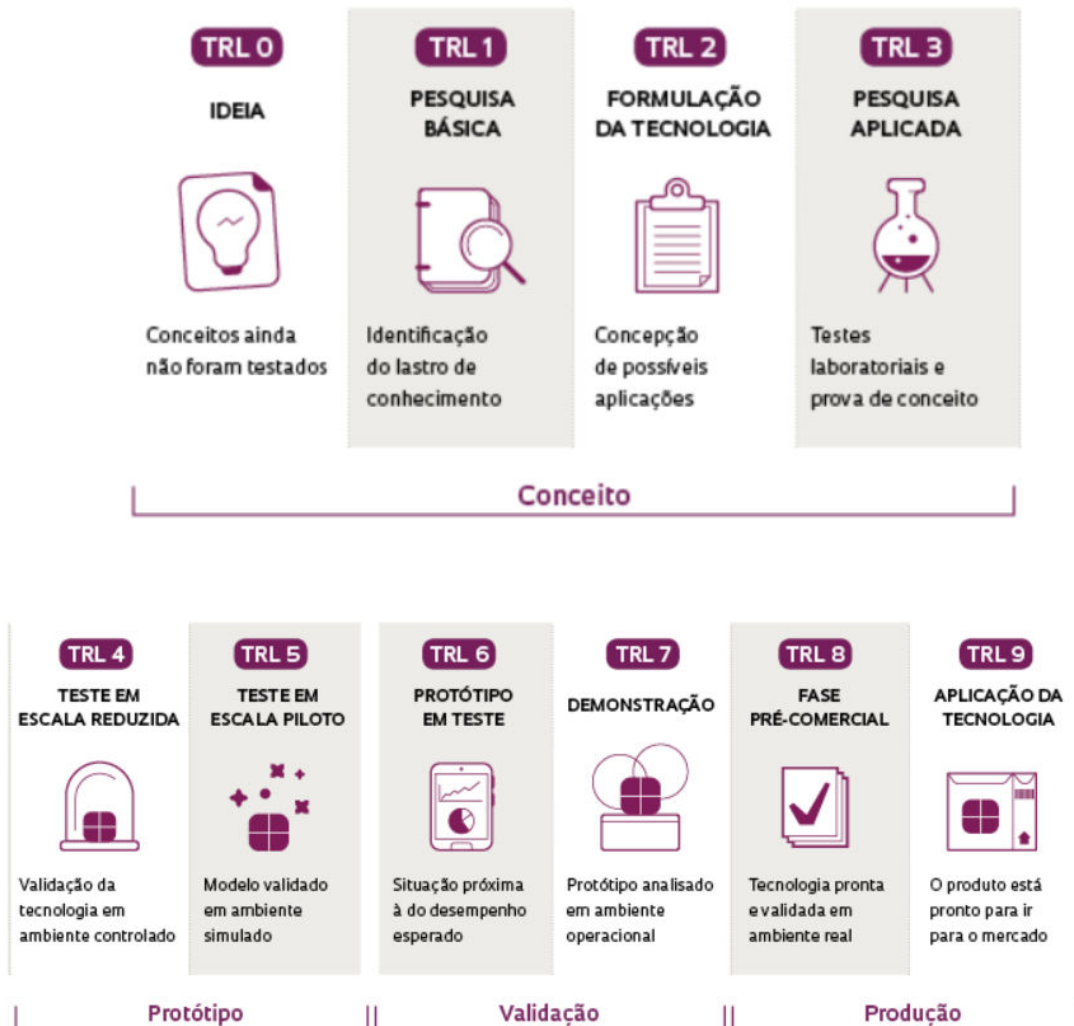 TRL 0
IDEIA
Conceitos ainda
não foram testados
TRL 1
PESQUISA
BÁSICA
Identificação
do lastro de
conhecimento
TRL 2
FORMULAÇÃO
DA TECNOLOGIA
Concepção
de possíveis
aplicações
TRL 3
PESQUISA
APLICADA
Testes
laboratoriais e
prova de conceito
Conceito
TRL 4
TESTE EM
ESCALA REDUZIDA
Validação da
tecnologia em
ambiente controlado
TRL 5
TESTE EM
ESCALA PILOTO
Modelo validado
em ambiente
simulado
Protótipo
TRL 6
PROTÓTIPO
EM TESTE
Situação próxima
à do desempenho
esperado
TRL 7
DEMONSTRAÇÃO
Protótipo analisado
em ambiente
operacional
Validação
TRL 8
FASE
PRÉ-COMERCIAL
Tecnologia pronta
e validada em
ambiente real
TRL 9
APLICAÇÃO DA
TECNOLOGIA
O produto está
pronto para ir
para o mercado
Produção